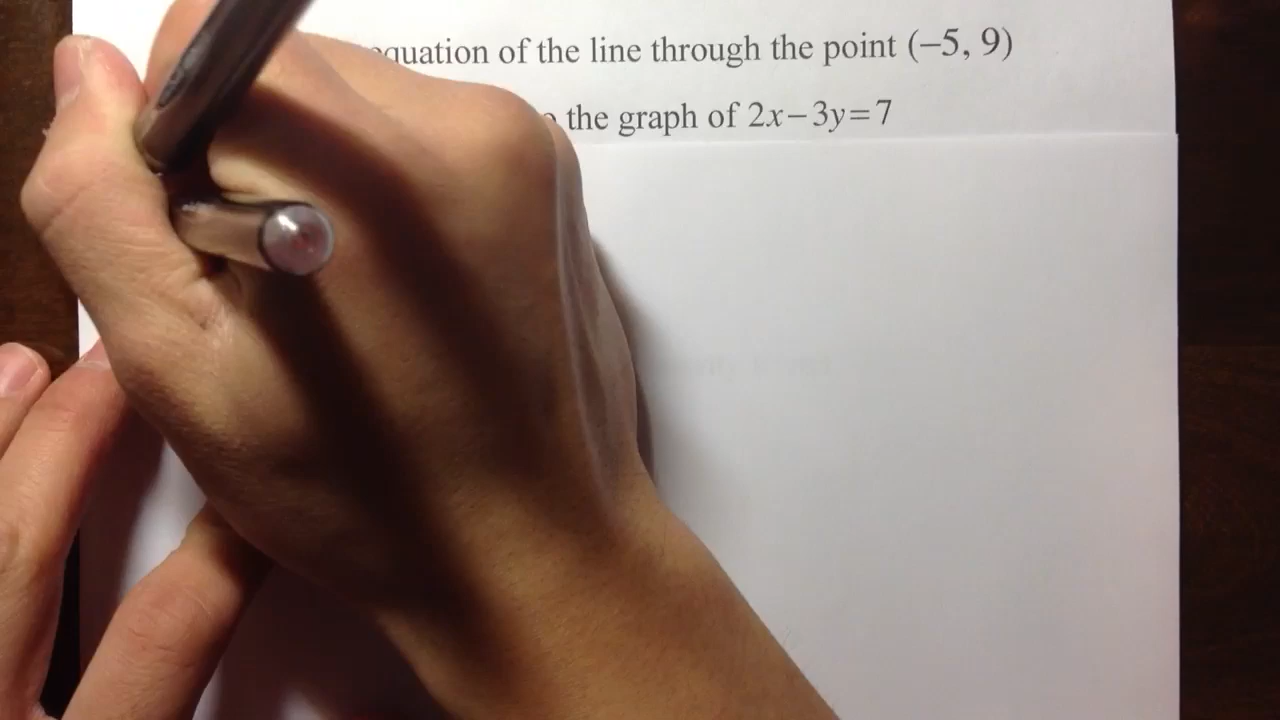 equation of the line through the point (−5, 9)
the graph of 2x−3y=7